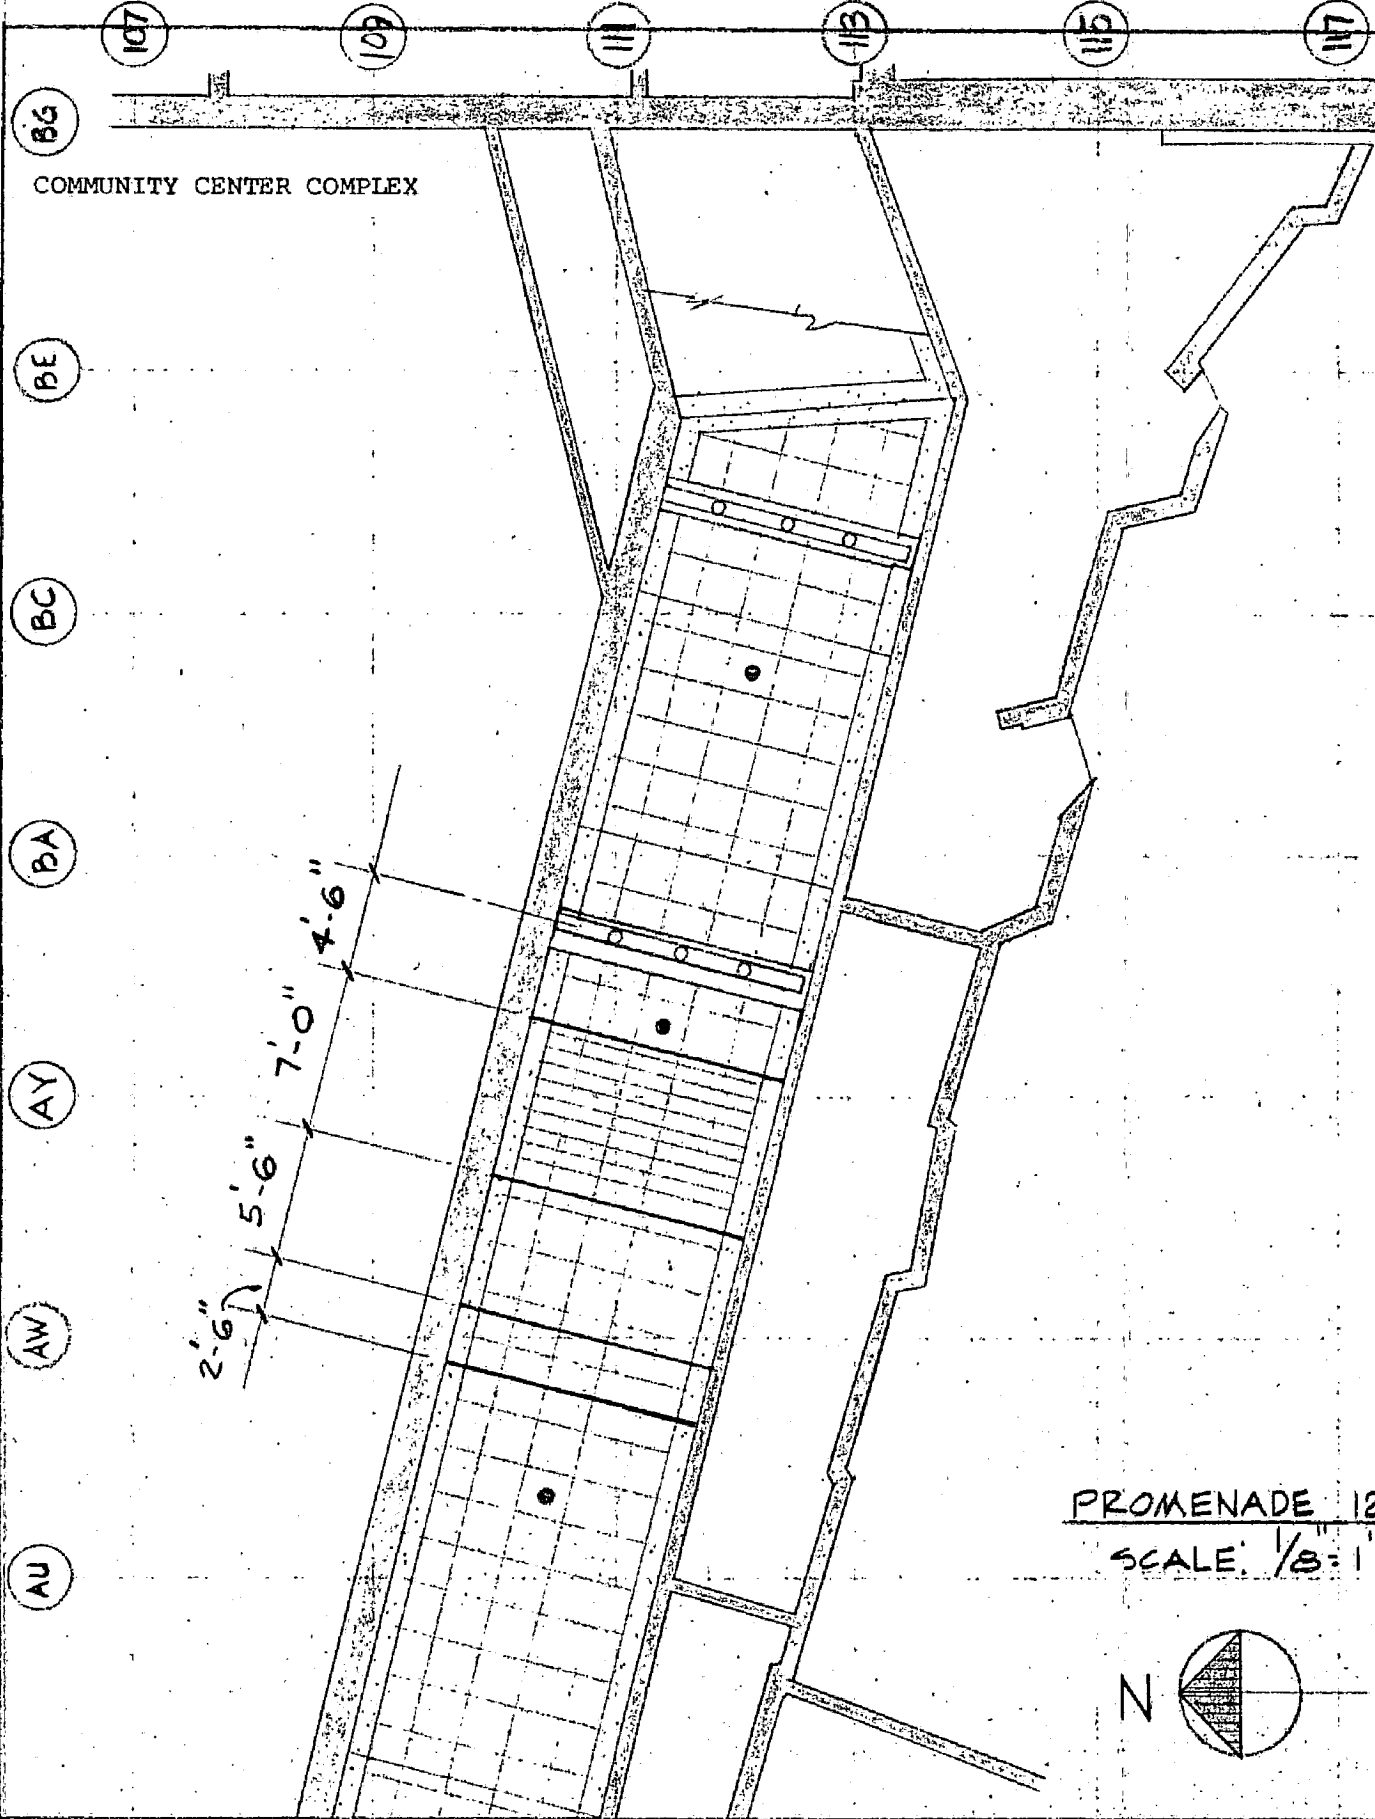 107
109
111
113
115
117
BG
COMMUNITY CENTER COMPLEX
BE
BC
BA
4'-6"
7'-0"
AY
5'-6"
2'-6"
AW
AU
PROMENADE 12
SCALE: 1/8"=1'
N